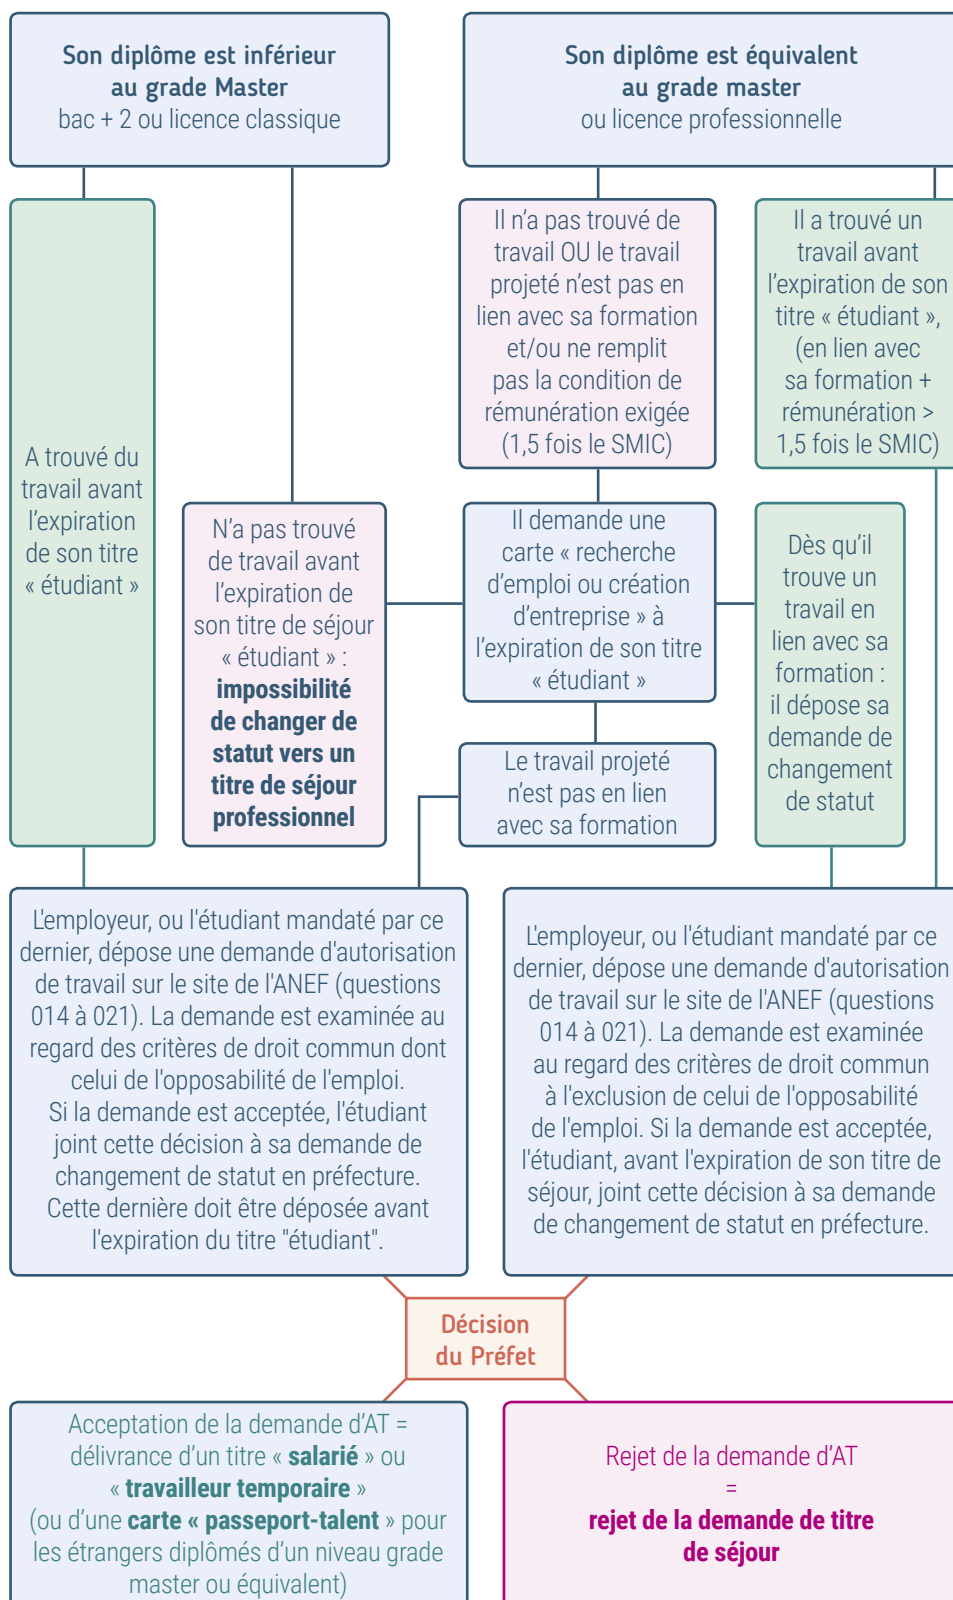 Son diplôme est inférieur
au grade Master
bac + 2 ou licence classique
Son diplôme est équivalent
au grade master
ou licence professionnelle
A trouvé du
travail avant
l'expiration
de son titre
« étudiant »
N'a pas trouvé
de travail avant
l'expiration de
son titre de séjour
« étudiant » :
impossibilité
de changer de
statut vers un
titre de séjour
professionnel
Il n'a pas trouvé de
travail OU le travail
projeté n'est pas en
lien avec sa formation
et/ou ne remplit
pas la condition de
rémunération exigée
(1,5 fois le SMIC)
Il a trouvé un
travail avant
l'expiration de son
titre « étudiant »,
(en lien avec
sa formation +
rémunération >
1,5 fois le SMIC)
Il demande une
carte « recherche
d'emploi ou création
d'entreprise » à
l'expiration de son titre
« étudiant »
Dès qu'il
trouve un
travail en
lien avec sa
formation :
il dépose sa
demande de
changement
de statut
Le travail projeté
n'est pas en lien
avec sa formation
L'employeur, ou l'étudiant mandaté par ce
dernier, dépose une demande d'autorisation
de travail sur le site de l'ANEF (questions
014 à 021). La demande est examinée au
regard des critères de droit commun dont
celui de l'opposabilité de l'emploi.
Si la demande est acceptée, l'étudiant
joint cette décision à sa demande de
changement de statut en préfecture.
Cette dernière doit être déposée avant
l'expiration du titre "étudiant".
L'employeur, ou l'étudiant mandaté par ce
dernier, dépose une demande d'autorisation
de travail sur le site de l'ANEF (questions
014 à 021). La demande est examinée
au regard des critères de droit commun
à l'exclusion de celui de l'opposabilité
de l'emploi. Si la demande est acceptée,
l'étudiant, avant l'expiration de son titre de
séjour, joint cette décision à sa demande
de changement de statut en préfecture.
Décision
du Préfet
Acceptation de la demande d'AT =
délivrance d'un titre « salarié » ou
« travailleur temporaire »
(ou d'une carte « passeport-talent » pour
les étrangers diplômés d'un niveau grade
master ou équivalent)
Rejet de la demande d'AT
=
rejet de la demande de titre
de séjour